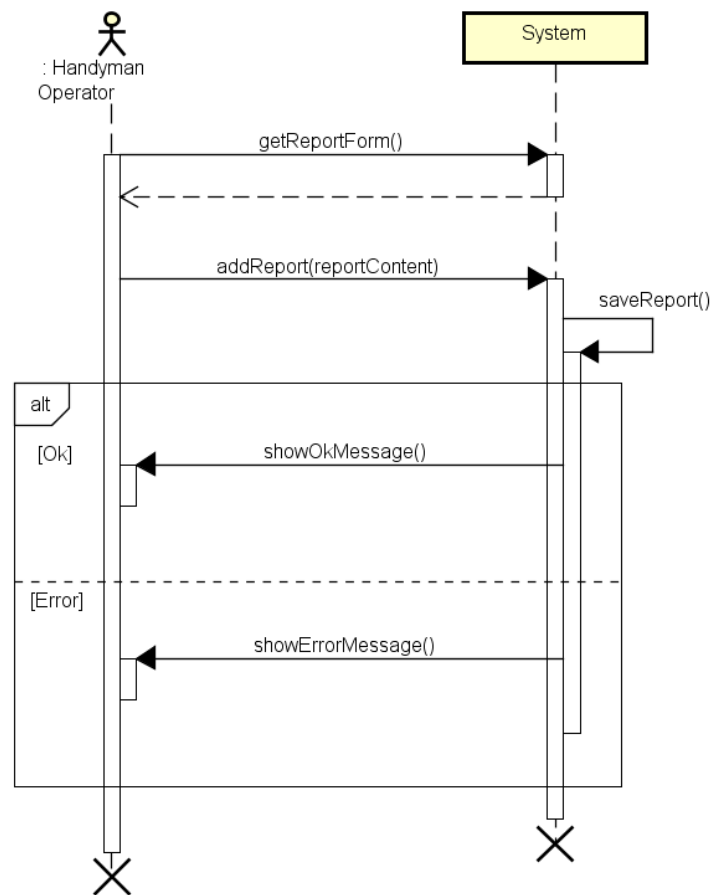 System
: Handyman
Operator
getReportForm()
addReport(reportContent)
saveReport()
alt
[Ok]
showOkMessage()
[Error]
showErrorMessage()